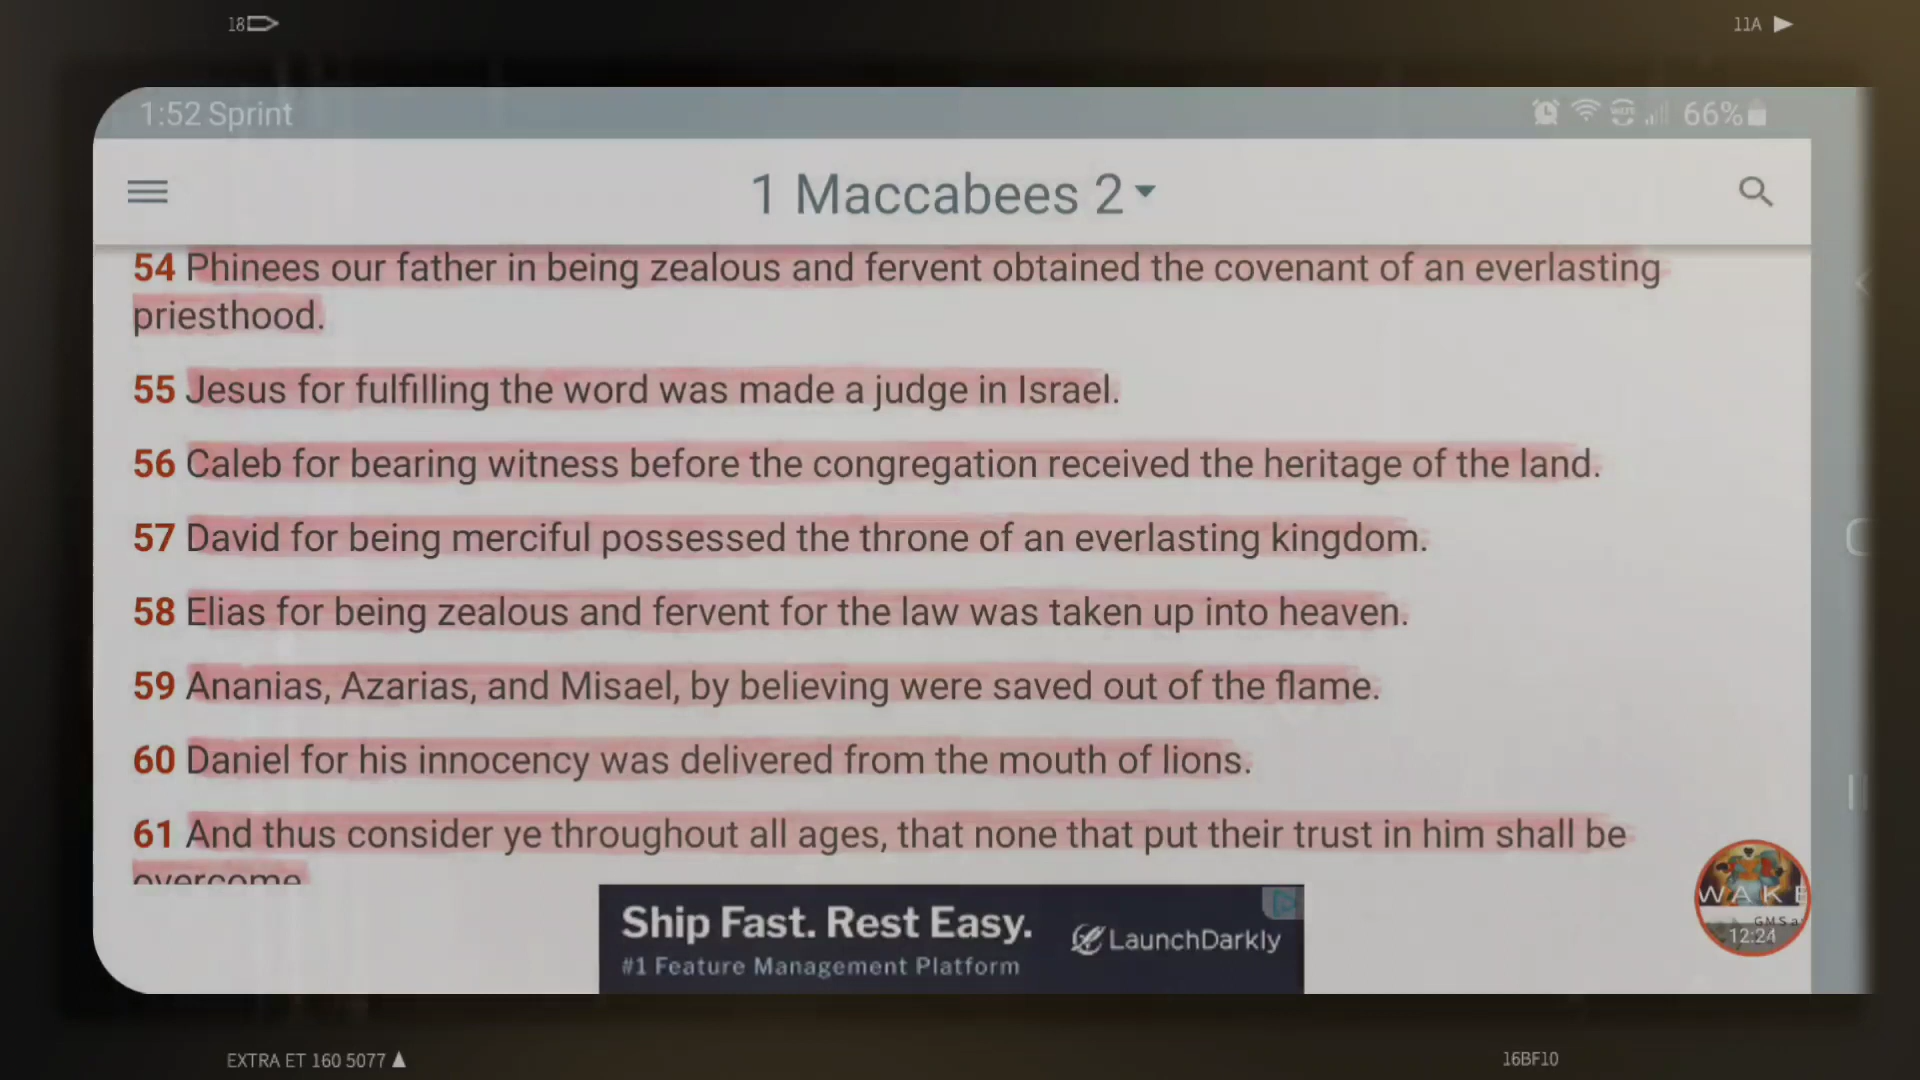 18
11A
1:52 Sprint
66%
1 Maccabees 2
54 Phinees our father in being zealous and fervent obtained the covenant of an everlasting
priesthood.
55 Jesus for fulfilling the word was made a judge in Israel.
56 Caleb for bearing witness before the congregation received the heritage of the land.
57 David for being merciful possessed the throne of an everlasting kingdom.
58 Elias for being zealous and fervent for the law was taken up into heaven.
59 Ananias, Azarias, and Misael, by believing were saved out of the flame.
60 Daniel for his innocency was delivered from the mouth of lions.
61 And thus consider ye throughout all ages, that none that put their trust in him shall be
overcome
WAKE
GMS a
12:24
Ship Fast. Rest Easy.
#1 Feature Management Platform
LaunchDarkly
EXTRA ET 160 5077
16BF10